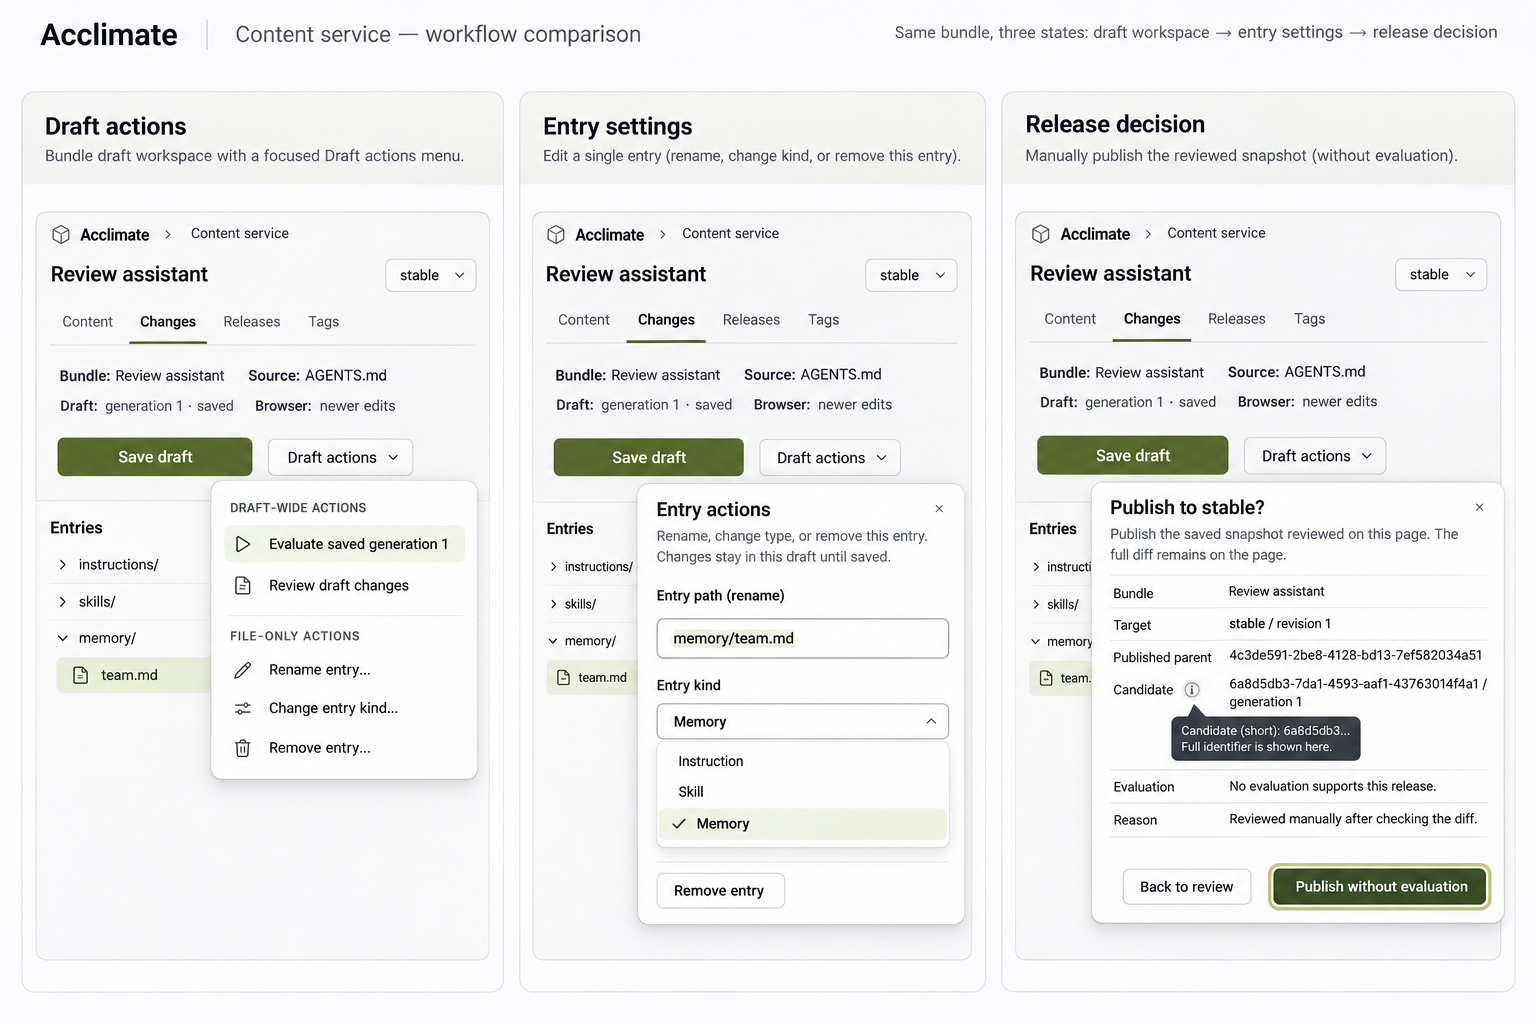 Acclimate
Content service — workflow comparison
Same bundle, three states: draft workspace → entry settings → release decision
Draft actions
Bundle draft workspace with a focused Draft actions menu.
Acclimate > Content service
Review assistant
stable
Content Changes Releases Tags
Bundle: Review assistant Source: AGENTS.md
Draft: generation 1 · saved Browser: newer edits
Save draft
Draft actions
DRAFT-WIDE ACTIONS
Evaluate saved generation 1
Review draft changes
FILE-ONLY ACTIONS
Rename entry...
Change entry kind...
Remove entry...
Entries
instructions/
skills/
memory/
team.md
Entry settings
Edit a single entry (rename, change kind, or remove this entry).
Acclimate > Content service
Review assistant
stable
Content Changes Releases Tags
Bundle: Review assistant Source: AGENTS.md
Draft: generation 1 · saved Browser: newer edits
Save draft
Draft actions
Entries
instructions/
skills/
memory/
team.md
Entry actions
Rename, change type, or remove this entry.
Changes stay in this draft until saved.
Entry path (rename)
memory/team.md
Entry kind
Memory
Instruction
Skill
Memory
Remove entry
Release decision
Manually publish the reviewed snapshot (without evaluation).
Acclimate > Content service
Review assistant
stable
Content Changes Releases Tags
Bundle: Review assistant Source: AGENTS.md
Draft: generation 1 · saved Browser: newer edits
Save draft
Draft actions
Entries
instructi
skills/
memory
team.
Publish to stable?
Publish the saved snapshot reviewed on this page. The
full diff remains on the page.
Bundle Review assistant
Target stable / revision 1
Published parent 4c3de591-2be8-4128-bd13-7ef582034a51
Candidate 6a8d5db3-7da1-4593-aaf1-43763014f4a1 /
generation 1
Candidate (short): 6a8d5db3...
Full identifier is shown here.
Evaluation No evaluation supports this release.
Reason Reviewed manually after checking the diff.
Back to review
Publish without evaluation